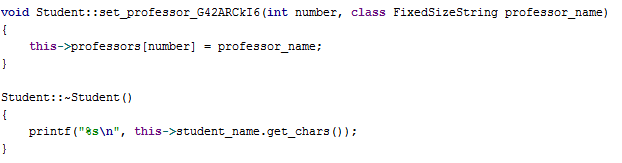 void Student::set_professor_G42ARCkI6(int number, class FixedSizeString professor_name)
{
    this->professors[number] = professor_name;
}

Student::~Student()
{
    printf("%s\n", this->student_name.get_chars());
}